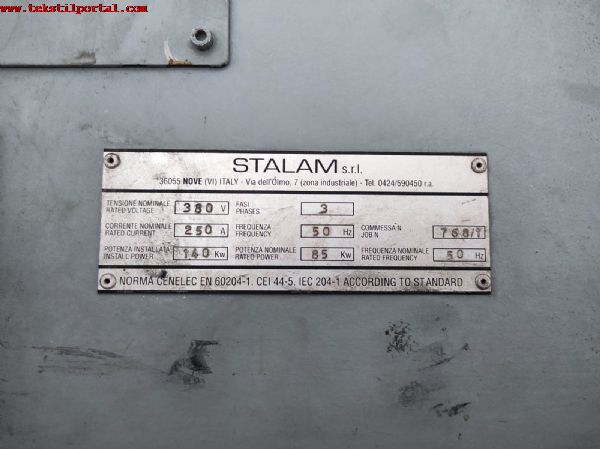 www.tekstilportal.com
STALAM s.r.l.
36055 NOVE (VI) ITALY - Via dell'Olmo, 7 (zona industriale) - Tel. 0424/590450 r.a.
TENSIONE NOMINALE RATED VOLTAGE 380 V FASI PHASES 3
CORRENTE NOMINALE RATED CURRENT 250 A FREQUENZA FREQUENCY 50 Hz COMMESSA N JOB N. 768/1
POTENZA INSTALLATA INSTALL POWER 140 Kw POTENZA NOMINALE RATED POWER 85 Kw FREQUENZA NOMINALE RATED FREQUENCY 50 Hz
NORMA CENELEC EN 60204-1. CEI 44-5. IEC 204-1 ACCORDING TO STANDARD